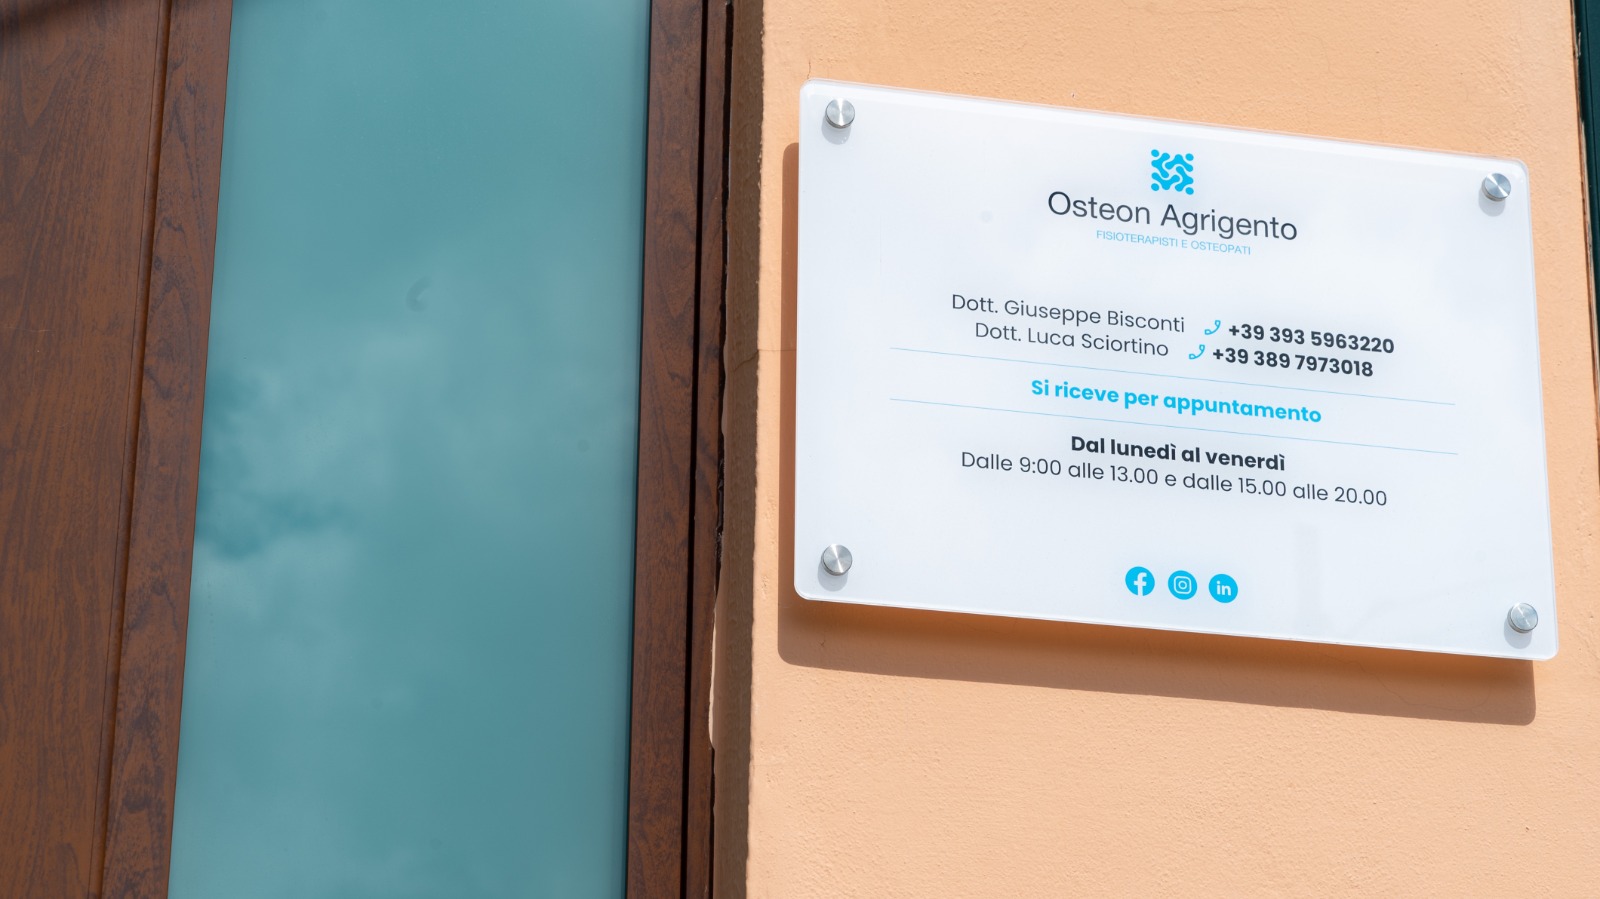 Osteon Agrigento
FISIOTERAPISTI E OSTEOPATI
Dott. Giuseppe Bisconti +39 393 5963220
Dott. Luca Sciortino +39 389 7973018
Si riceve per appuntamento
Dal lunedì al venerdì
Dalle 9:00 alle 13.00 e dalle 15.00 alle 20.00
in